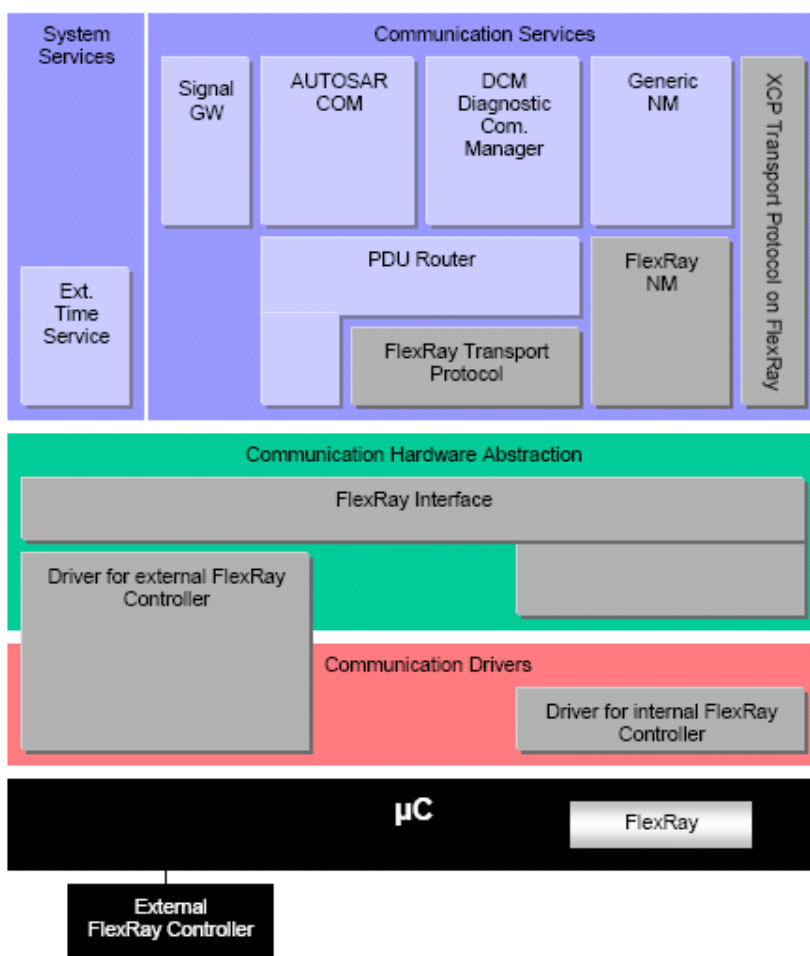 System
Services
Communication Services
Signal
GW
AUTOSAR
COM
DCM
Diagnostic
Com.
Manager
Generic
NM
XCP Transport Protocol on FlexRay
Ext.
Time
Service
PDU Router
FlexRay
NM
FlexRay Transport
Protocol
Communication Hardware Abstraction
FlexRay Interface
Driver for external FlexRay
Controller
Communication Drivers
Driver for internal FlexRay
Controller
µC
FlexRay
External
FlexRay Controller